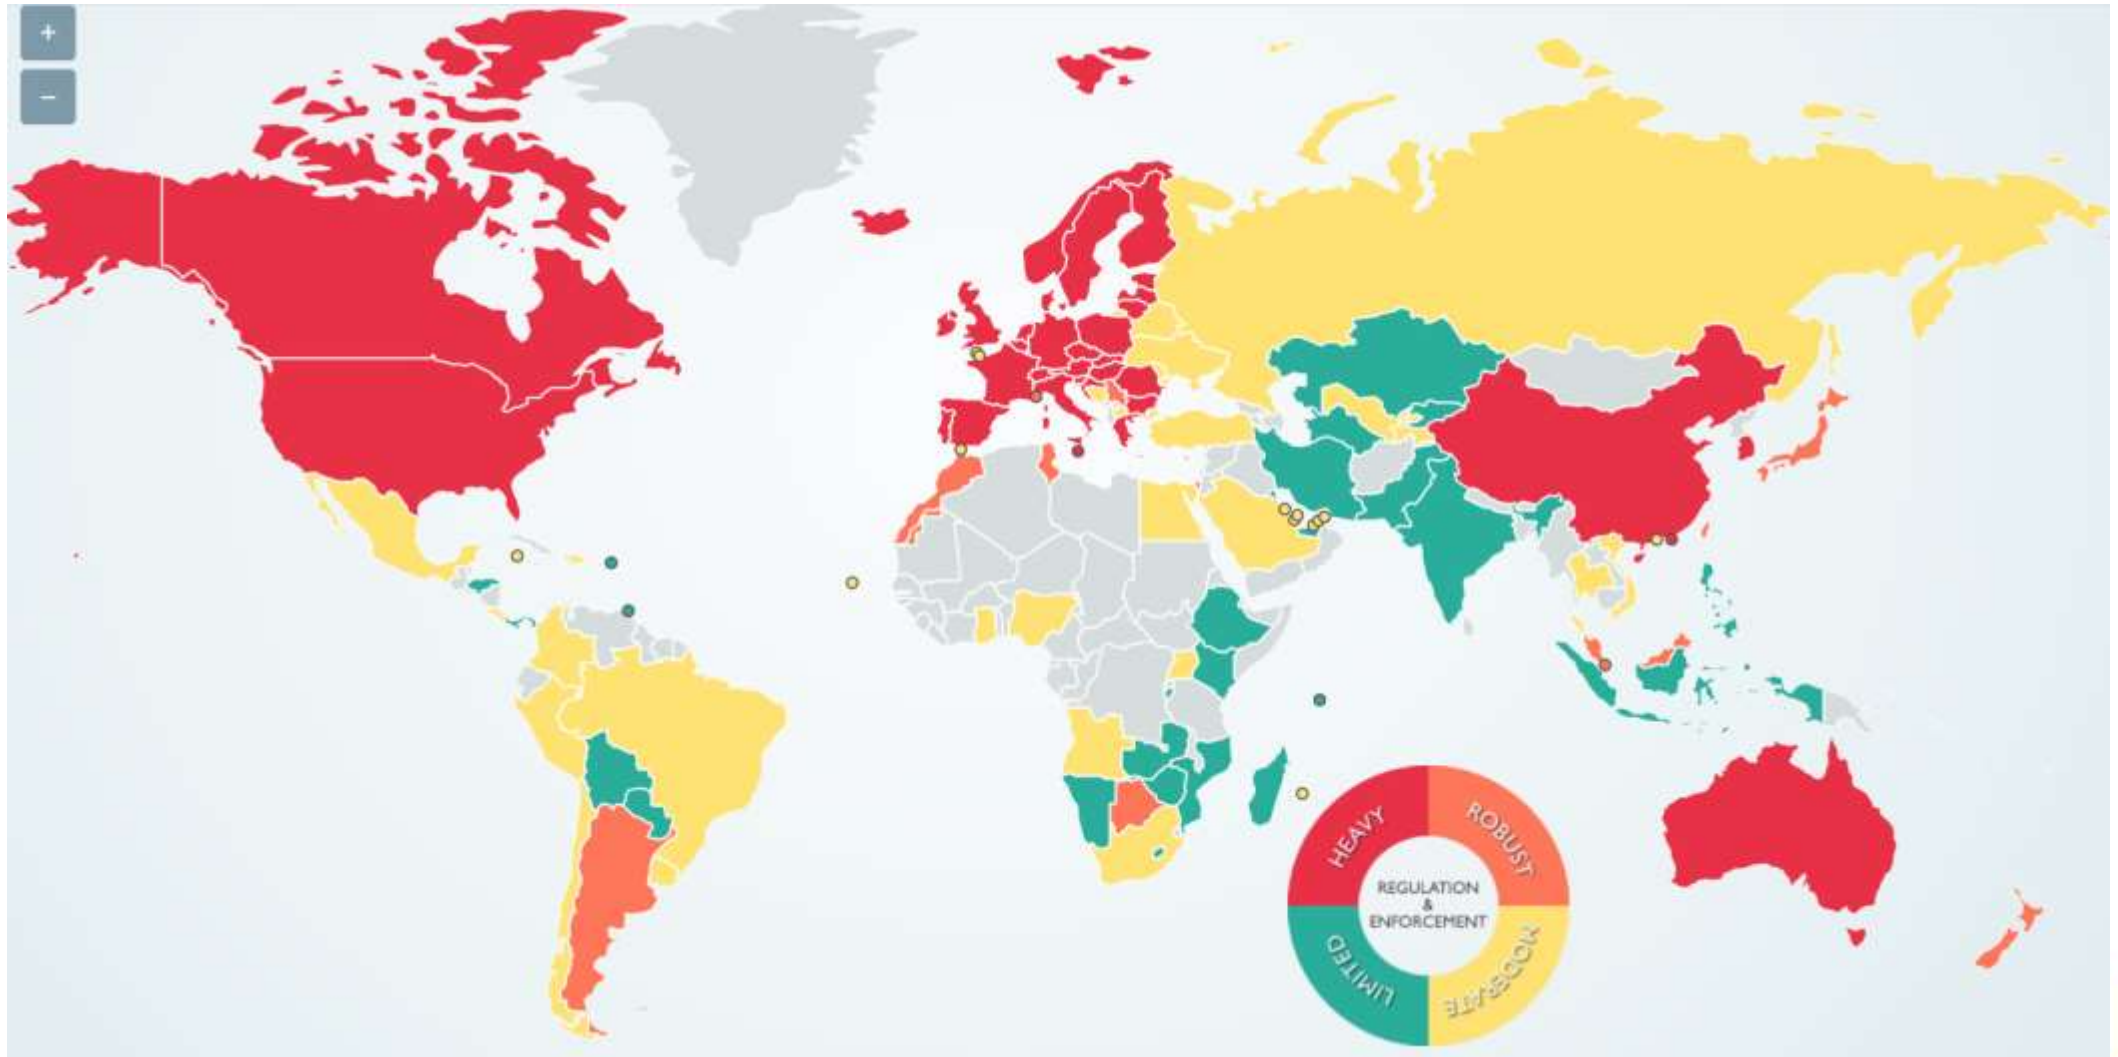 +
−
HEAVY
ROBUST
REGULATION
&
ENFORCEMENT
LIMITED
MODERATE